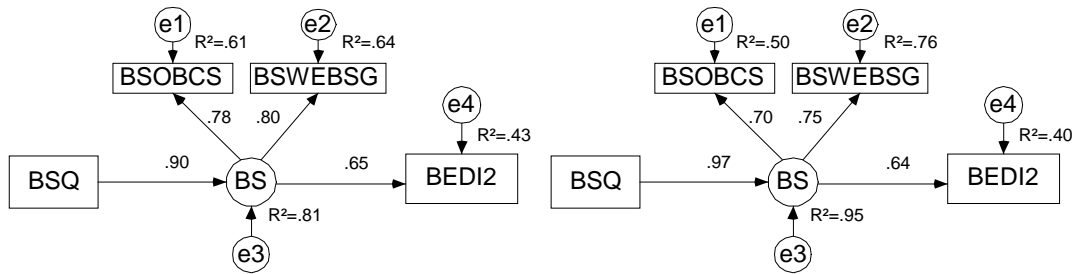 e1
R²=.61
e2
R²=.64
BSOBCS
BSWEBSG
.78
.80
e4
R²=.43
BSQ
.90
BS
.65
BEDI2
R²=.81
e3
e1
R²=.50
e2
R²=.76
BSOBCS
BSWEBSG
.70
.75
e4
R²=.40
BSQ
.97
BS
.64
BEDI2
R²=.95
e3